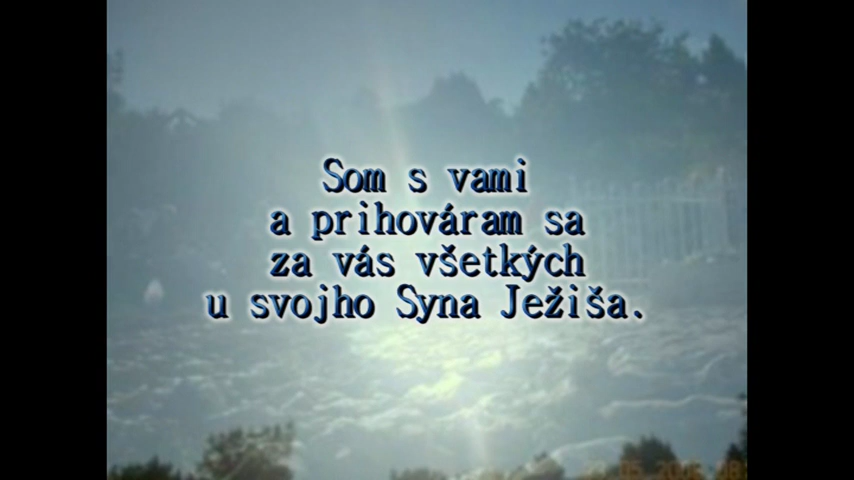 Som s vami
a prihováram sa
za vás všetkých
u svojho Syna Ježiša.